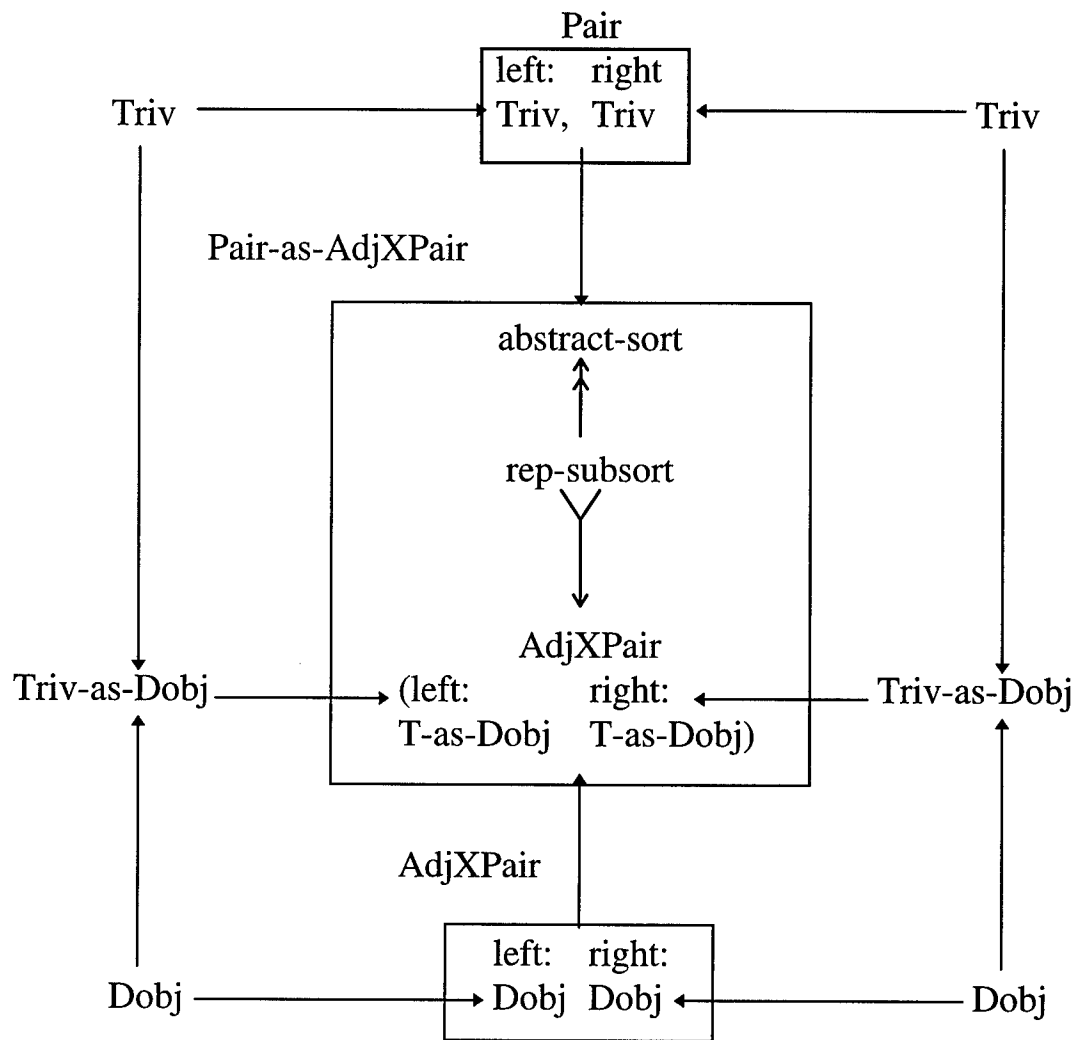 Pair
left: right
Triv Triv, Triv Triv
Pair-as-AdjXPair
abstract-sort
rep-subsort
AdjXPair
Triv-as-Dobj (left: right: Triv-as-Dobj
T-as-Dobj T-as-Dobj)
AdjXPair
left: right:
Dobj Dobj Dobj Dobj